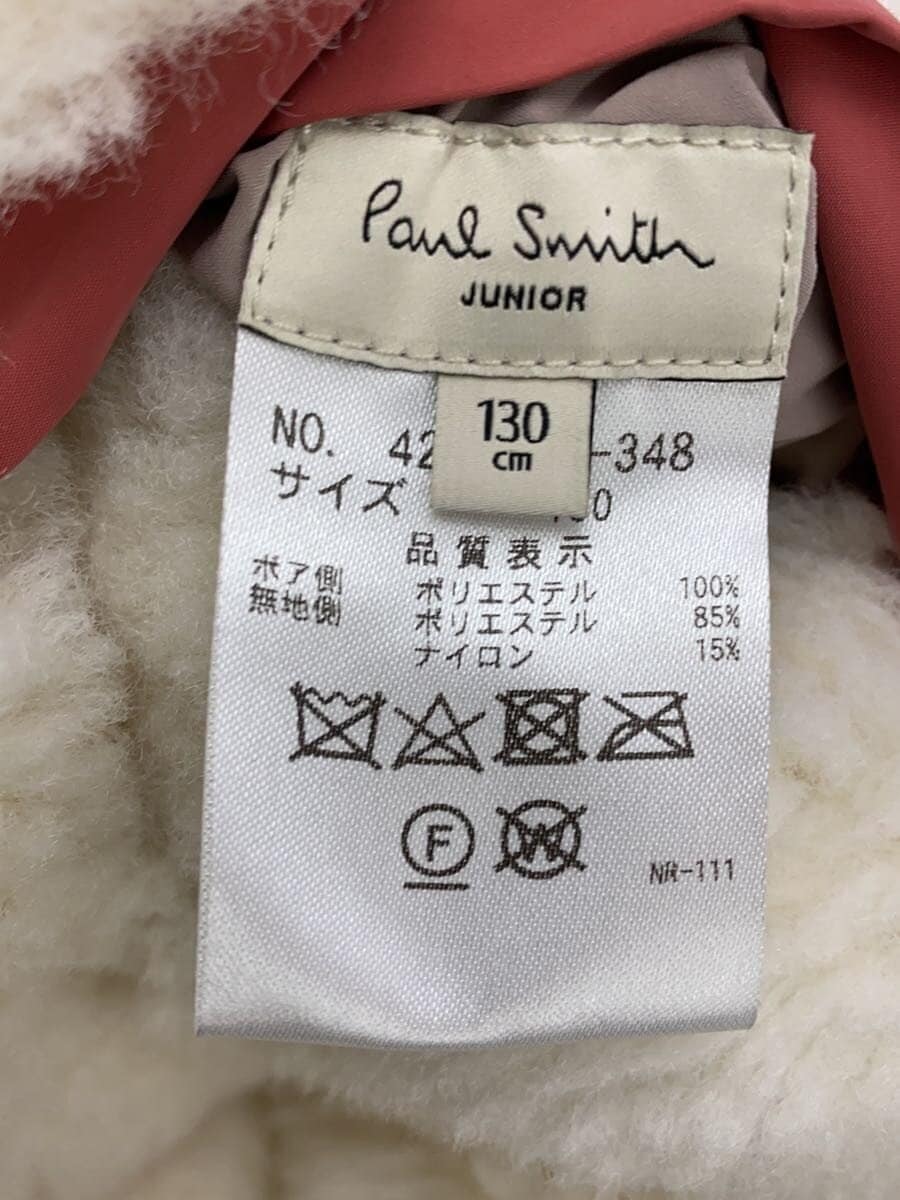 Paul Smith
JUNIOR
130
cm
NO. 42 -348
サイズ
品質表示
ボア側 ポリエステル 100%
無地側 ポリエステル 85%
ナイロン 15%
F
W
NR-111